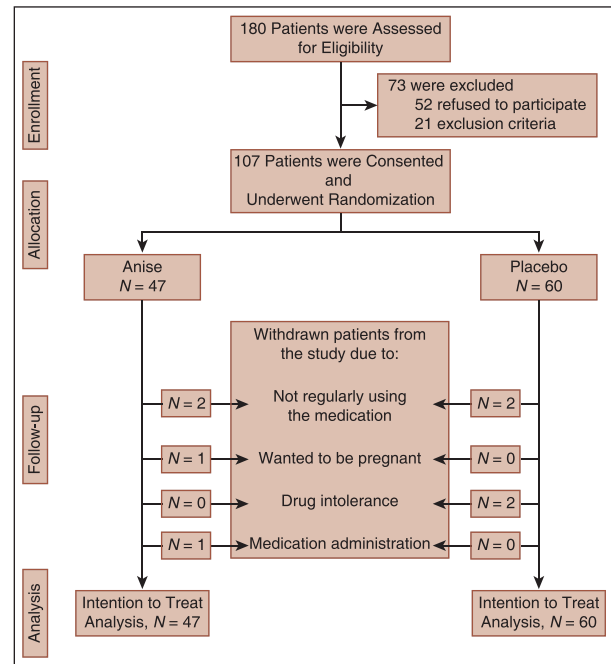 Enrollment
180 Patients were Assessed
for Eligibility
73 were excluded
52 refused to participate
21 exclusion criteria
107 Patients were Consented
and
Underwent Randomization
Allocation
Anise
N = 47
Placebo
N = 60
Follow-up
Withdrawn patients from
the study due to:
N = 2
Not regularly using
the medication
N = 2
N = 1
Wanted to be pregnant
N = 0
N = 0
Drug intolerance
N = 2
N = 1
Medication administration
N = 0
Analysis
Intention to Treat
Analysis, N = 47
Intention to Treat
Analysis, N = 60